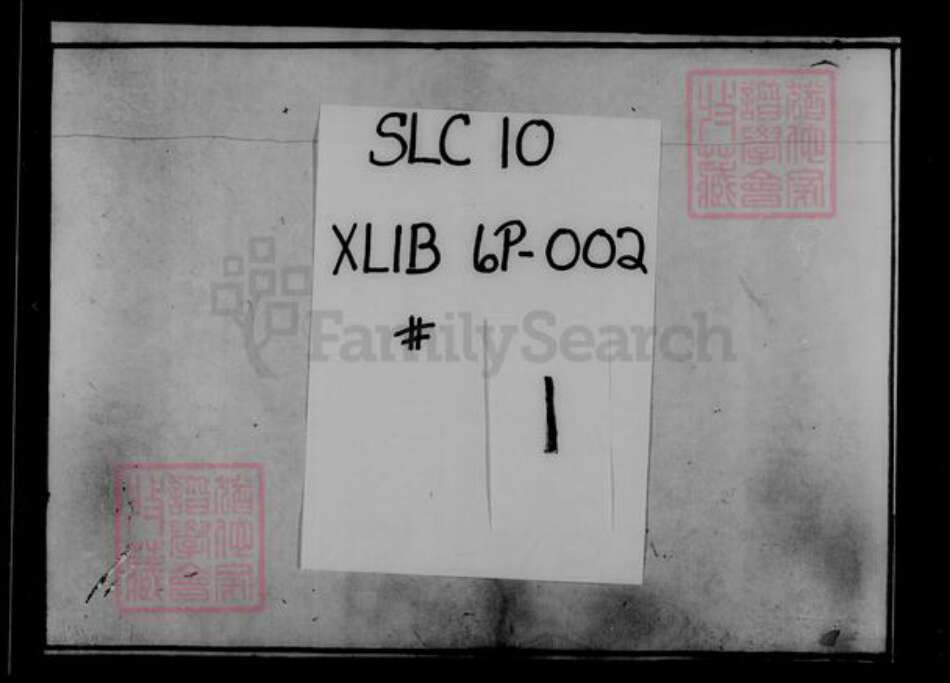 SLC 10
XLIB 6P-002
#
1
FamilySearch